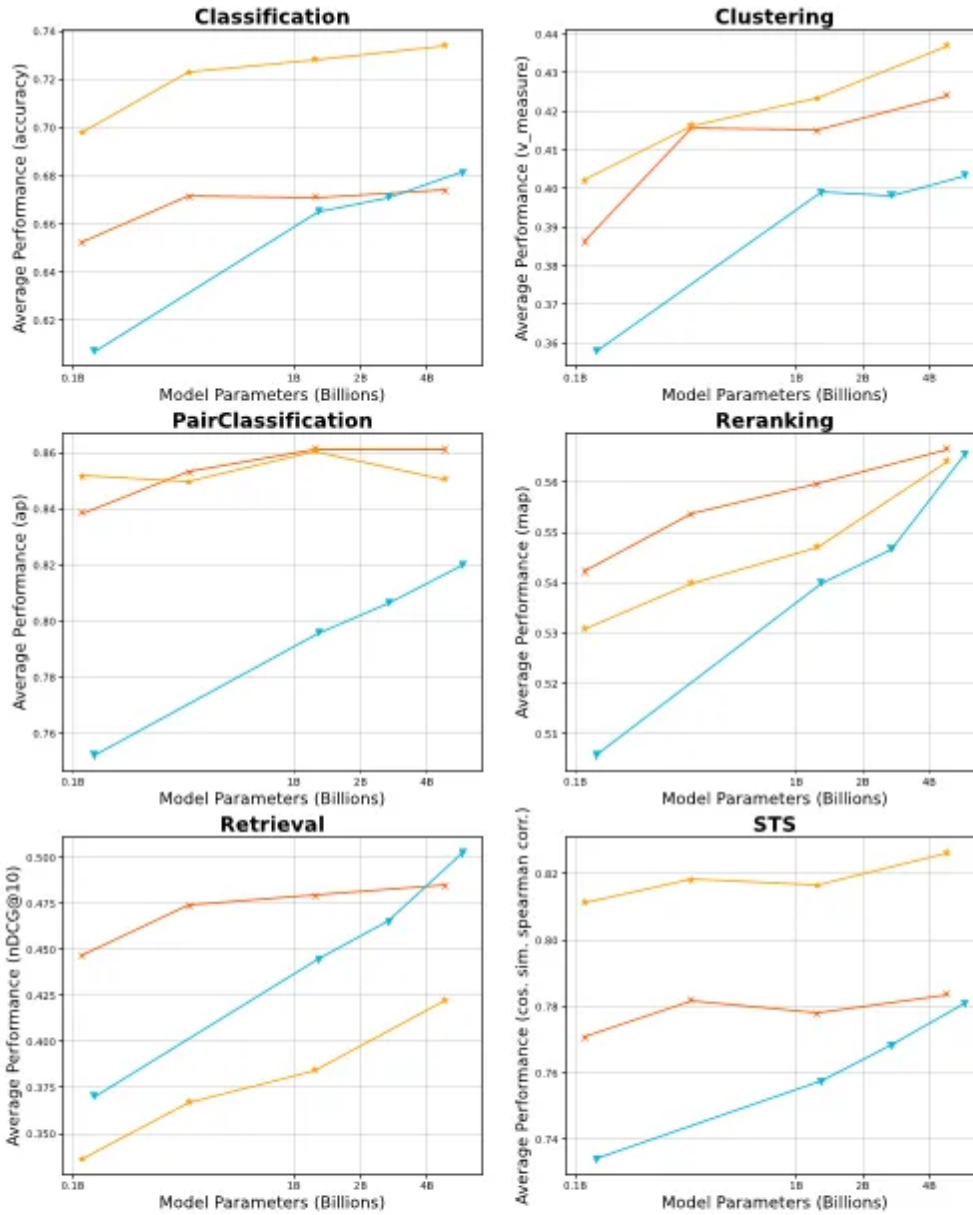 Classification
Average Performance (accuracy)
0.74
0.72
0.70
0.68
0.66
0.64
0.62
0.1B 1B 2B 4B
Model Parameters (Billions)
Clustering
Average Performance (v_measure)
0.44
0.43
0.42
0.41
0.40
0.39
0.38
0.37
0.36
0.1B 1B 2B 4B
Model Parameters (Billions)
PairClassification
Average Performance (ap)
0.86
0.84
0.82
0.80
0.78
0.76
0.1B 1B 2B 4B
Model Parameters (Billions)
Reranking
Average Performance (map)
0.56
0.55
0.54
0.53
0.52
0.51
0.1B 1B 2B 4B
Model Parameters (Billions)
Retrieval
Average Performance (nDCG@10)
0.500
0.475
0.450
0.425
0.400
0.375
0.350
0.1B 1B 2B 4B
Model Parameters (Billions)
STS
Average Performance (cos. sim. spearman corr.)
0.82
0.80
0.78
0.76
0.74
0.1B 1B 2B 4B
Model Parameters (Billions)